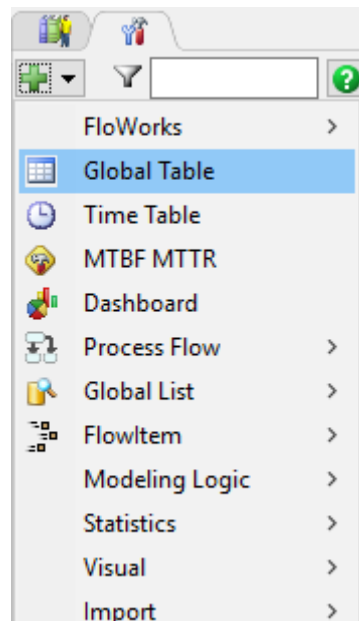 FloWorks
Global Table
Time Table
MTBF MTTR
Dashboard
Process Flow
Global List
FlowItem
Modeling Logic
Statistics
Visual
Import